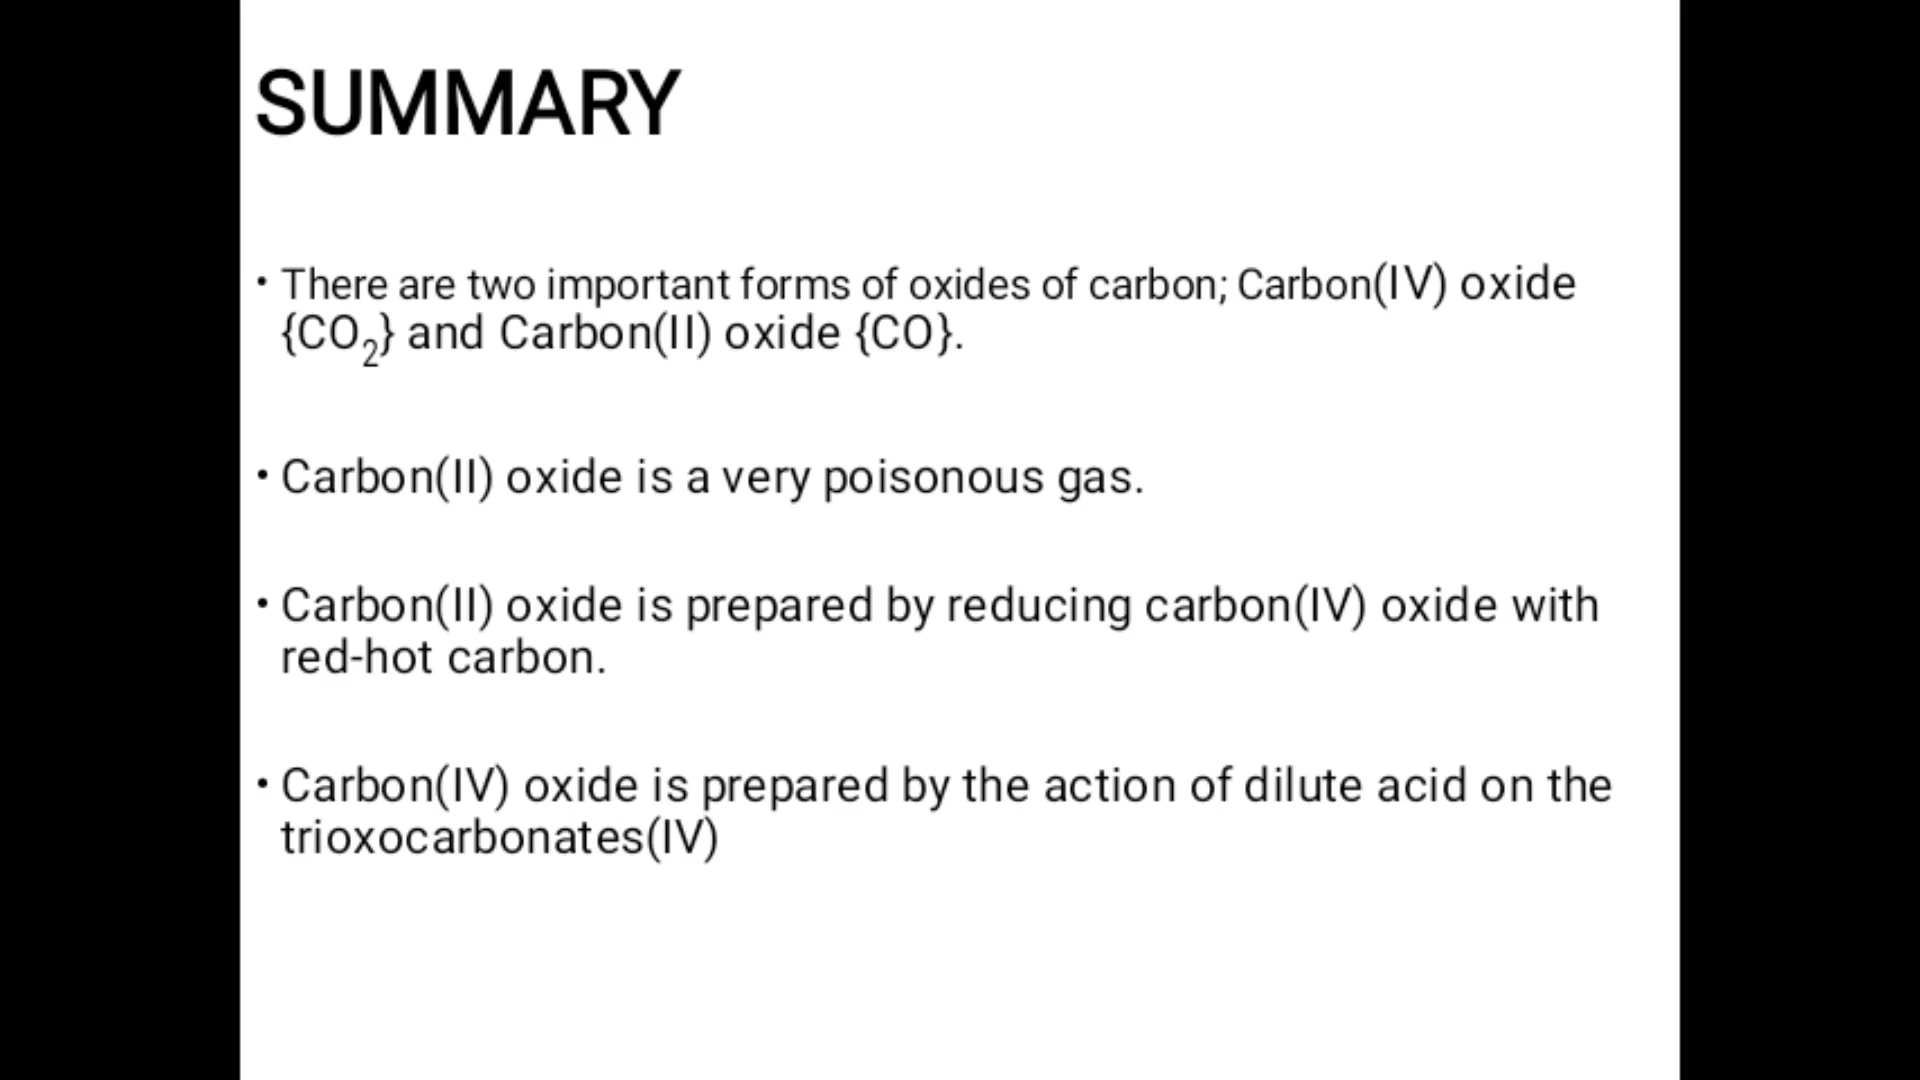 SUMMARY
• There are two important forms of oxides of carbon; Carbon(IV) oxide
{CO₂} and Carbon(II) oxide {CO}.
• Carbon(II) oxide is a very poisonous gas.
• Carbon(II) oxide is prepared by reducing carbon(IV) oxide with
red-hot carbon.
• Carbon(IV) oxide is prepared by the action of dilute acid on the
trioxocarbonates(IV)